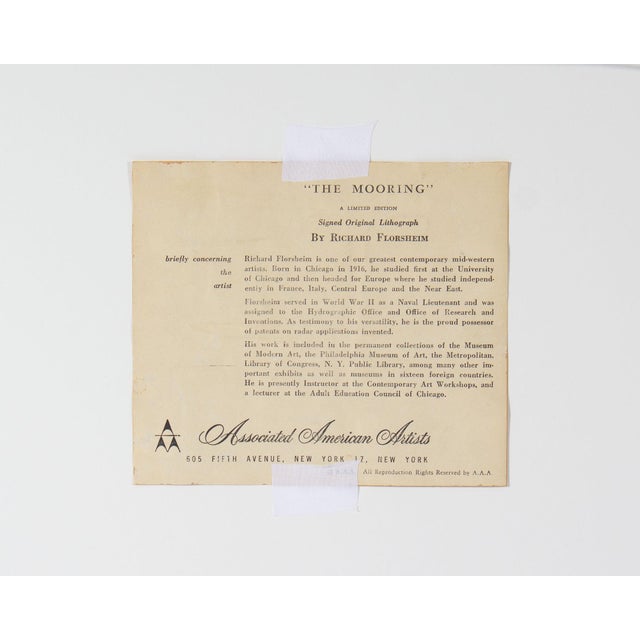 "THE MOORING"
A LIMITED EDITION
Signed Original Lithograph
BY RICHARD FLORSHEIM
briefly concerning
the
artist
Richard Florsheim is one of our greatest contemporary mid-western
artists. Born in Chicago in 1916, he studied first at the University
of Chicago and then headed for Europe where he studied independ-
ently in France, Italy, Central Europe and the Near East.
Florsheim served in World War II as a Naval Lieutenant and was
assigned to the Hydrographic Office and Office of Research and
Inventions. As testimony to his versatility, he is the proud possessor
of patents on radar applications invented.
His work is included in the permanent collections of the Museum
of Modern Art, the Philadelphia Museum of Art, the Metropolitan,
Library of Congress, N. Y. Public Library, among many other im-
portant exhibits as well as museums in sixteen foreign countries.
He is presently Instructor at the Contemporary Art Workshops, and
a lecturer at the Adult Education Council of Chicago.
AAA
Associated American Artists
605 FIFTH AVENUE, NEW YORK 17, NEW YORK
© A.A.A. All Reproduction Rights Reserved by A.A.A